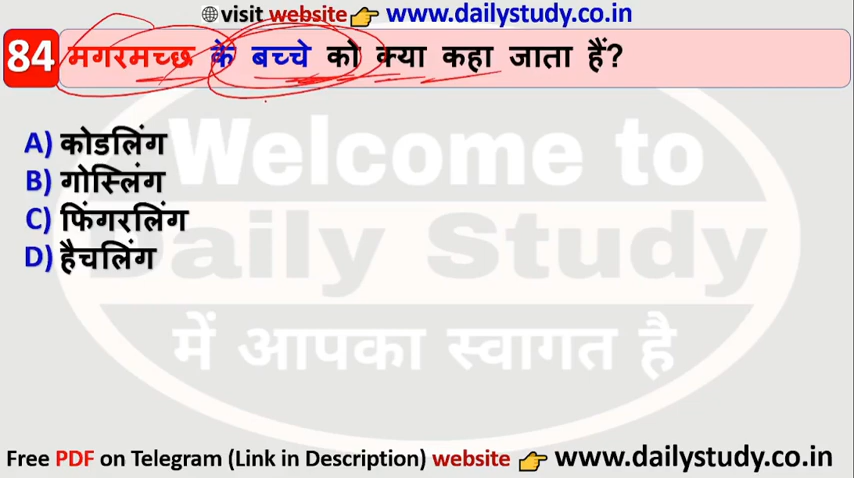 visit website 👉 www.dailystudy.co.in
84 मगरमच्छ के बच्चे को क्या कहा जाता हैं?
A) कोडलिंग
B) गोस्लिंग
C) फिंगरलिंग
D) हैचलिंग
Welcome to
Daily Study
में आपका स्वागत है
Free PDF on Telegram (Link in Description) website 👉 www.dailystudy.co.in